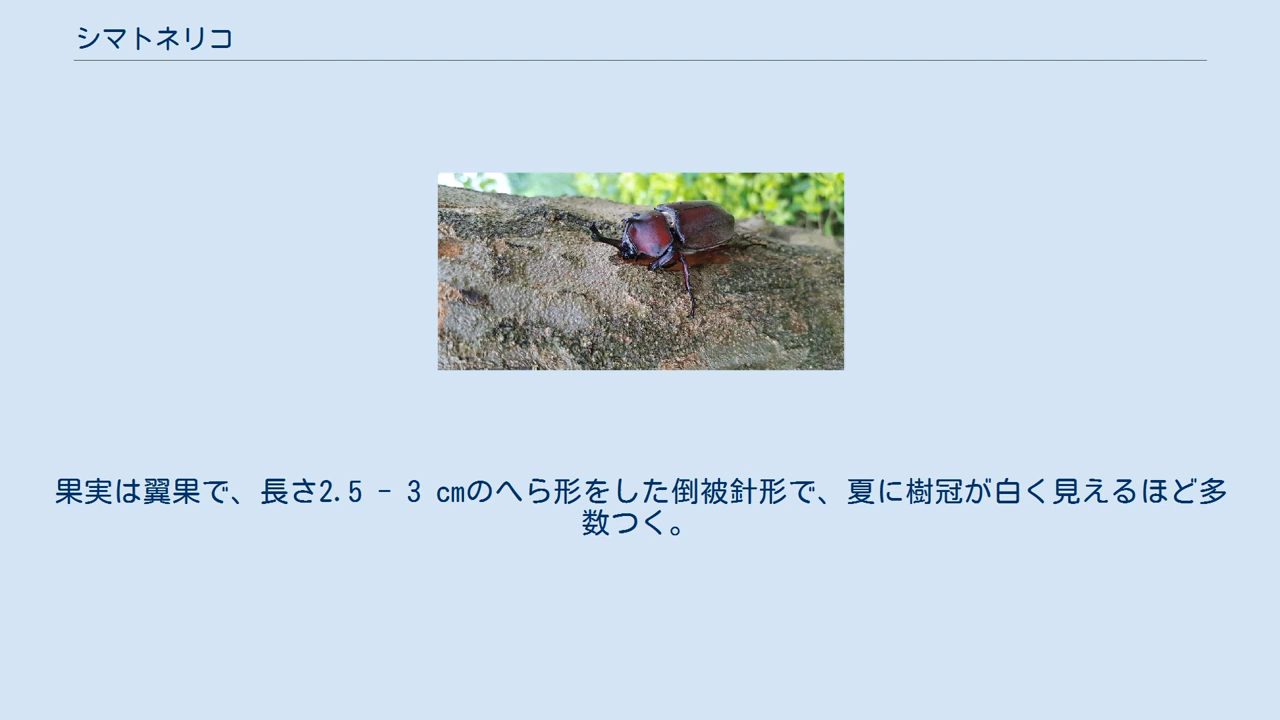 シマトネリコ
果実は翼果で、長さ2.5 - 3 cmのへら形をした倒被針形で、夏に樹冠が白く見えるほど多
数つく。